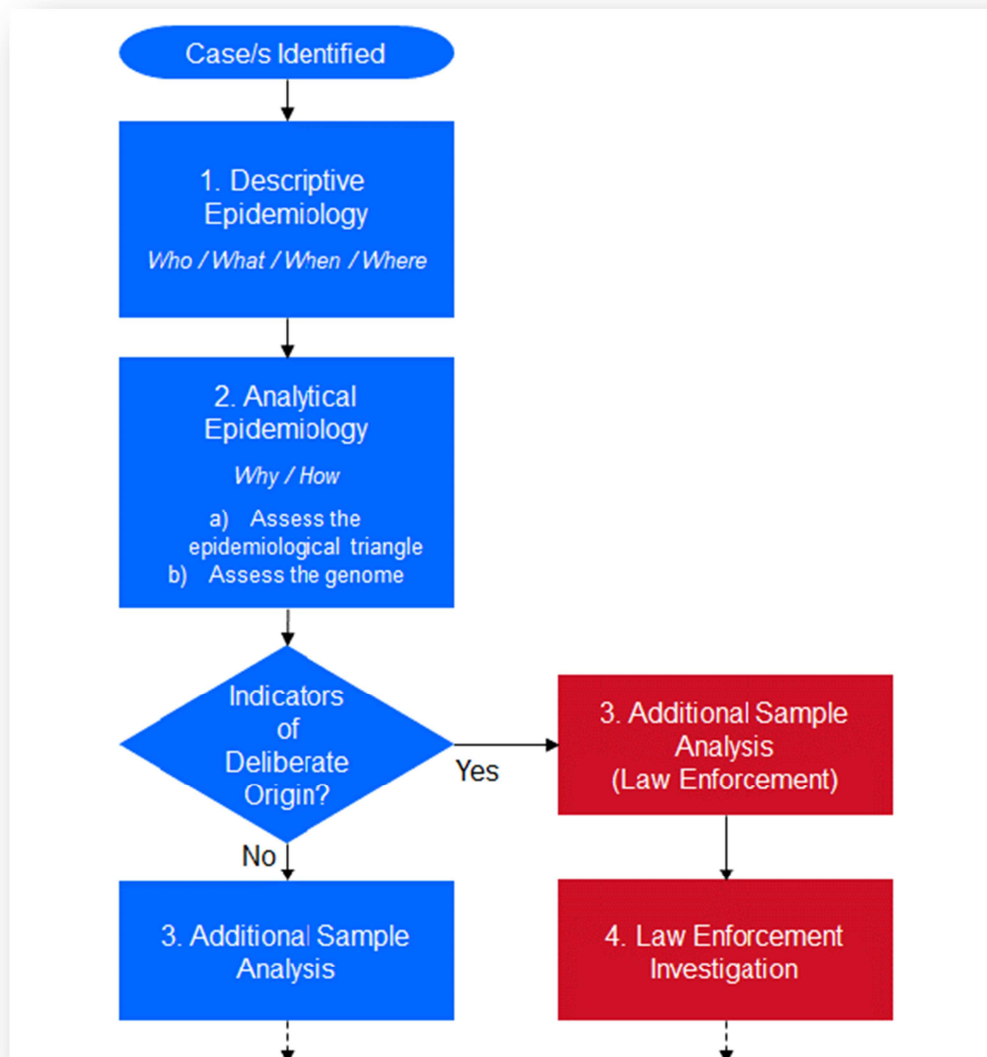 Case/s Identified
1. Descriptive
Epidemiology
Who / What / When / Where
2. Analytical
Epidemiology
Why / How
a) Assess the
epidemiological triangle
b) Assess the genome
Indicators
of
Deliberate
Origin?
Yes
No
3. Additional Sample
Analysis
(Law Enforcement)
3. Additional Sample
Analysis
4. Law Enforcement
Investigation